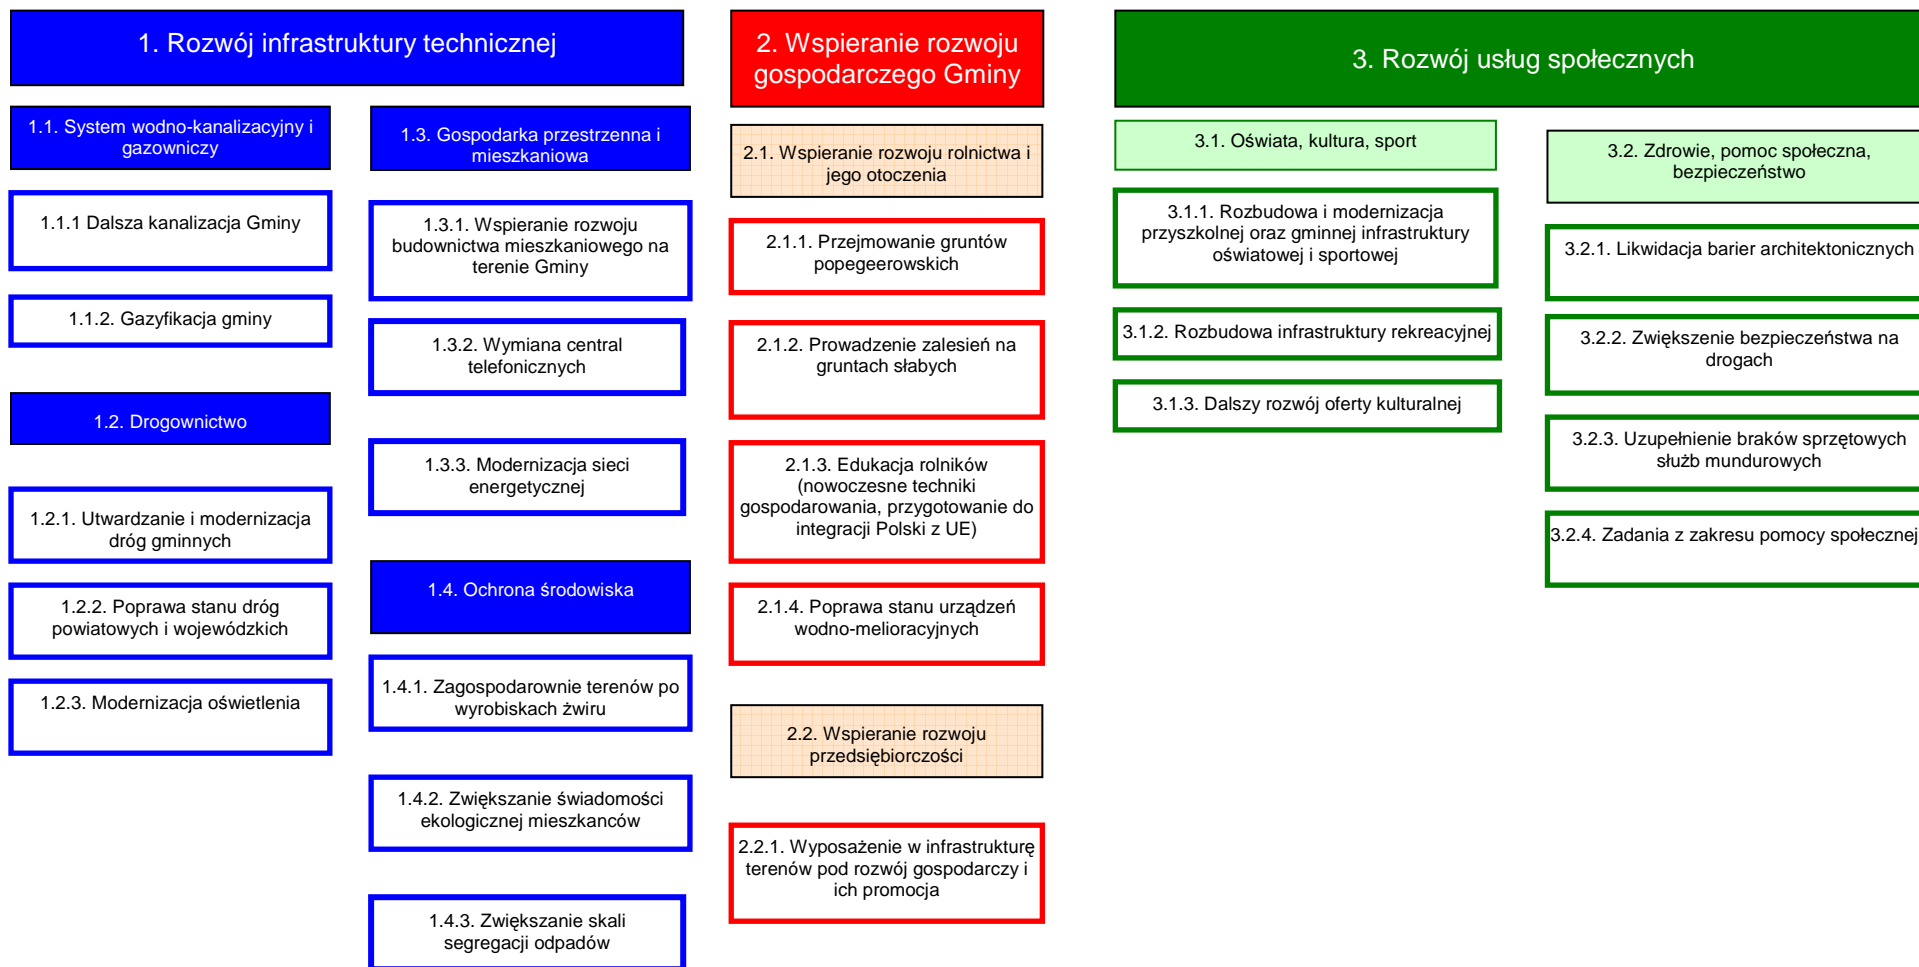 1. Rozwój infrastruktury technicznej
1.1. System wodno-kanalizacyjny i
gazowniczy
1.1.1 Dalsza kanalizacja Gminy
1.1.2. Gazyfikacja gminy
1.2. Drogownictwo
1.2.1. Utwardzanie i modernizacja
dróg gminnych
1.2.2. Poprawa stanu dróg
powiatowych i wojewódzkich
1.2.3. Modernizacja oświetlenia
1.3. Gospodarka przestrzenna i
mieszkaniowa
1.3.1. Wspieranie rozwoju
budownictwa mieszkaniowego na
terenie Gminy
1.3.2. Wymiana central
telefonicznych
1.3.3. Modernizacja sieci
energetycznej
1.4. Ochrona środowiska
1.4.1. Zagospodarownie terenów po
wyrobiskach żwiru
1.4.2. Zwiększanie świadomości
ekologicznej mieszkanców
1.4.3. Zwiększanie skali
segregacji odpadów
2. Wspieranie rozwoju
gospodarczego Gminy
2.1. Wspieranie rozwoju rolnictwa i
jego otoczenia
2.1.1. Przejmowanie gruntów
popegeerowskich
2.1.2. Prowadzenie zalesień na
gruntach słabych
2.1.3. Edukacja rolników
(nowoczesne techniki
gospodarowania, przygotowanie do
integracji Polski z UE)
2.1.4. Poprawa stanu urządzeń
wodno-melioracyjnych
2.2. Wspieranie rozwoju
przedsiębiorczości
2.2.1. Wyposażenie w infrastrukturę
terenów pod rozwój gospodarczy i
ich promocja
3. Rozwój usług społecznych
3.1. Oświata, kultura, sport
3.1.1. Rozbudowa i modernizacja
przyszkolnej oraz gminnej infrastruktury
oświatowej i sportowej
3.1.2. Rozbudowa infrastruktury rekreacyjnej
3.1.3. Dalszy rozwój oferty kulturalnej
3.2. Zdrowie, pomoc społeczna,
bezpieczeństwo
3.2.1. Likwidacja barier architektonicznych
3.2.2. Zwiększenie bezpieczeństwa na
drogach
3.2.3. Uzupełnienie braków sprzętowych
służb mundurowych
3.2.4. Zadania z zakresu pomocy społecznej